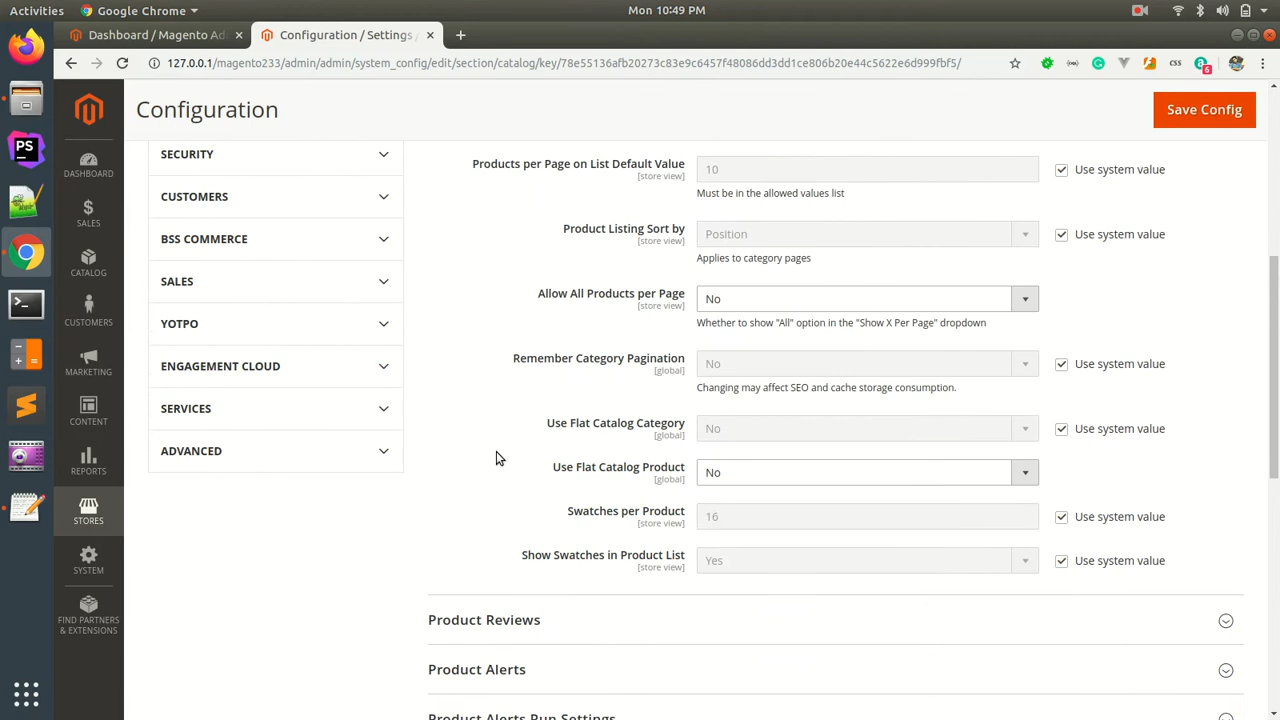 Activities
Google Chrome
Mon 10:49 PM
Dashboard / Magento Ad
Configuration / Settings /
127.0.0.1/magento233/admin/admin/system_config/edit/section/catalog/key/78e55136afb20273c83e9c6457f48086dd3dd1ce806b20e44c5622e6d999fbf5/
CSS
6
PS
DASHBOARD
SALES
CATALOG
CUSTOMERS
MARKETING
CONTENT
REPORTS
STORES
SYSTEM
FIND PARTNERS
& EXTENSIONS
Configuration
Save Config
SECURITY
CUSTOMERS
BSS COMMERCE
SALES
YOTPO
ENGAGEMENT CLOUD
SERVICES
ADVANCED
Products per Page on List Default Value
[store view]
10
Use system value
Must be in the allowed values list
Product Listing Sort by
[store view]
Position
Use system value
Applies to category pages
Allow All Products per Page
[store view]
No
Whether to show "All" option in the "Show X Per Page" dropdown
Remember Category Pagination
[global]
No
Use system value
Changing may affect SEO and cache storage consumption.
Use Flat Catalog Category
[global]
No
Use system value
Use Flat Catalog Product
[global]
No
Swatches per Product
[store view]
16
Use system value
Show Swatches in Product List
[store view]
Yes
Use system value
Product Reviews
Product Alerts
Product Alerts Run Settings